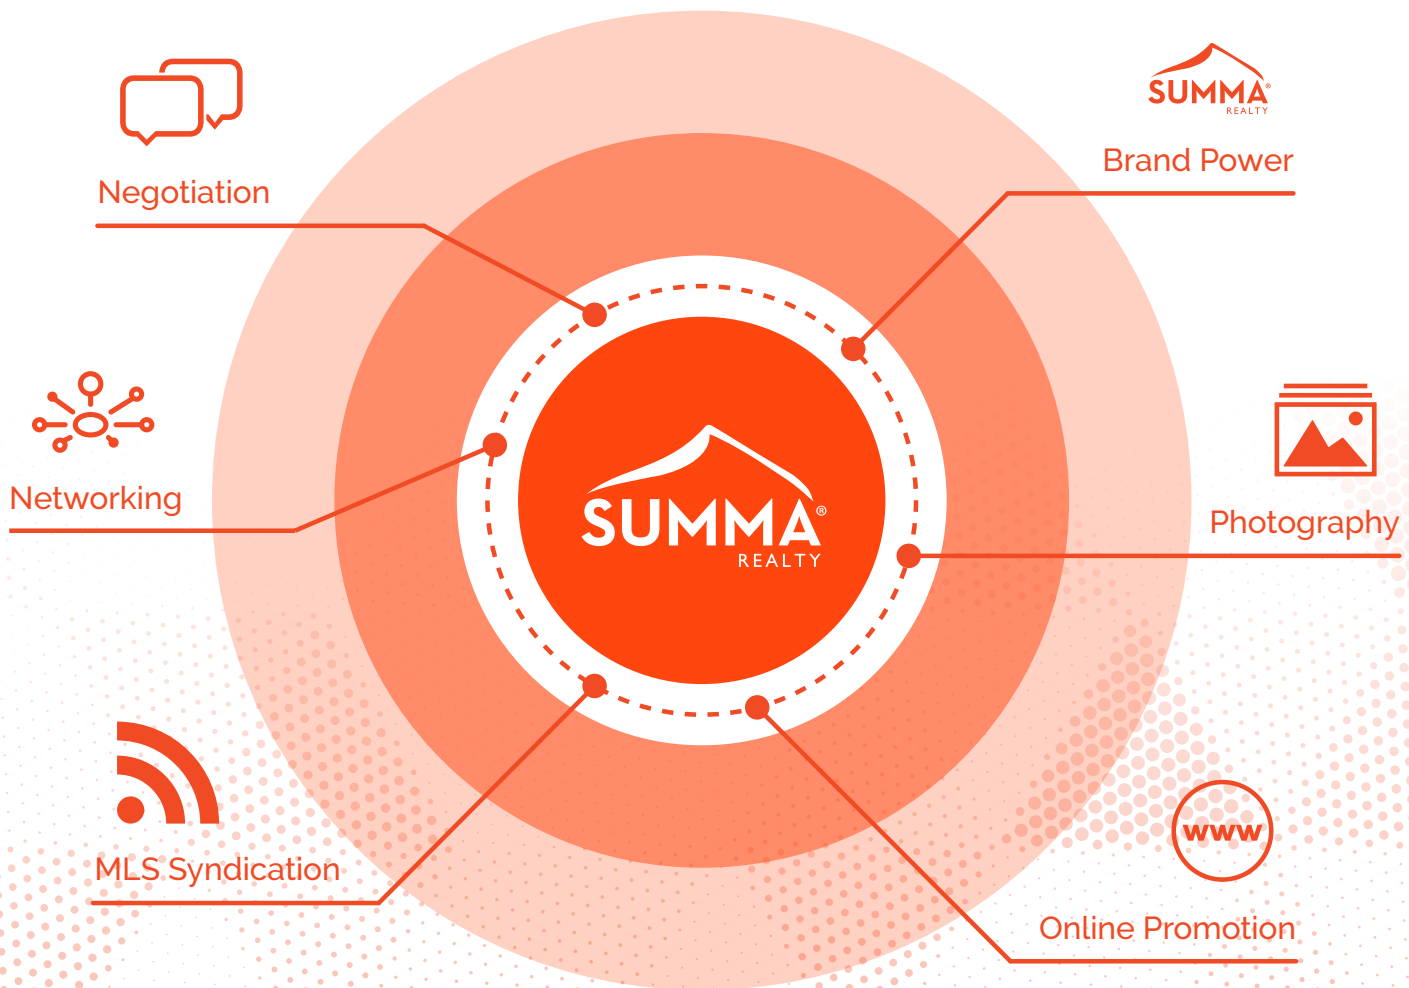 SUMMA®
REALTY
Negotiation
Brand Power
SUMMA®
REALTY
Networking
Photography
MLS Syndication
www
Online Promotion